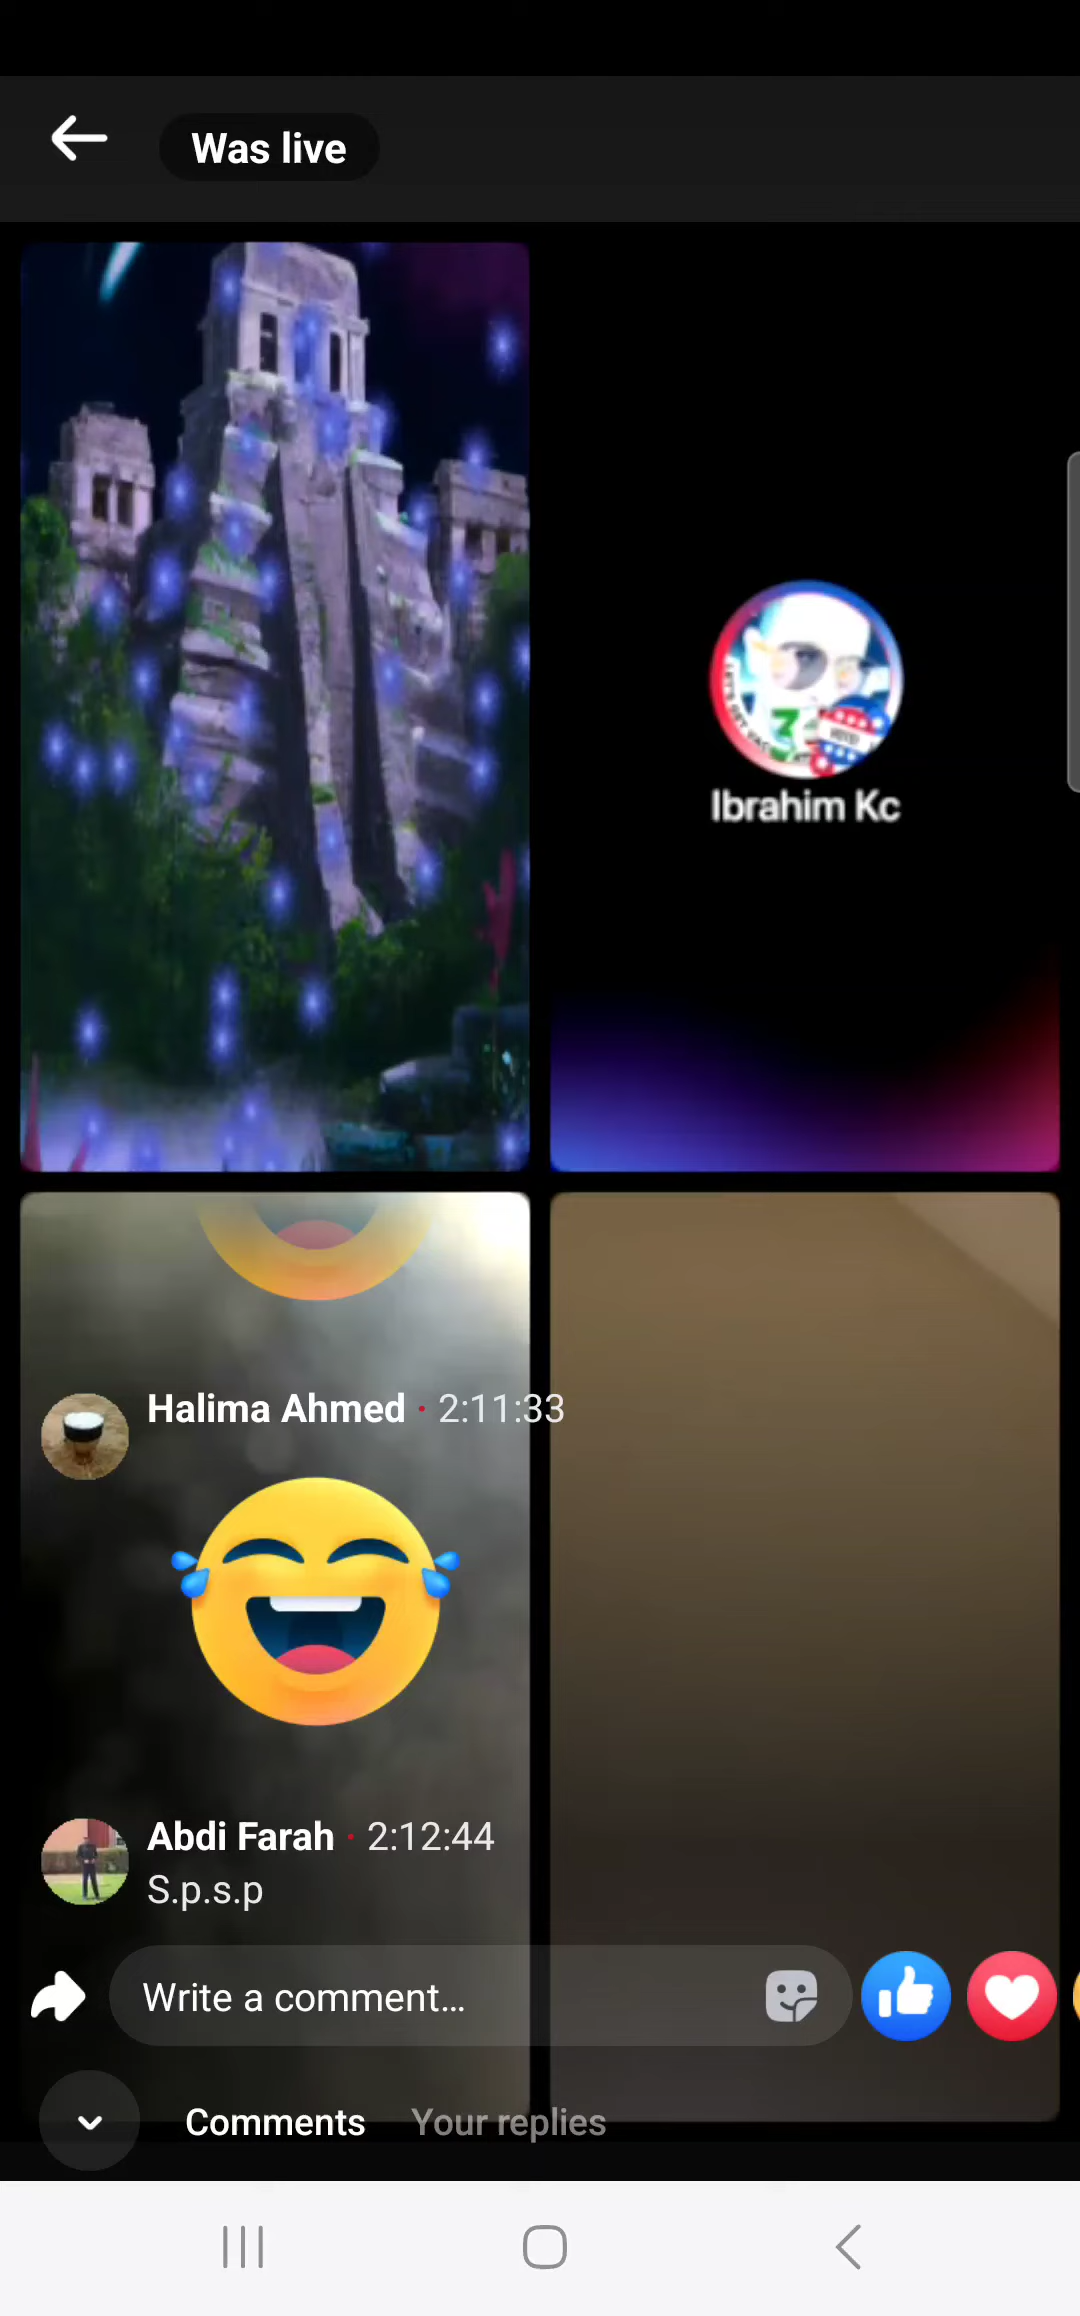 Was live
Ibrahim Kc
Halima Ahmed · 2:11:33
Abdi Farah · 2:12:44
S.p.s.p
Write a comment...
Comments
Your replies